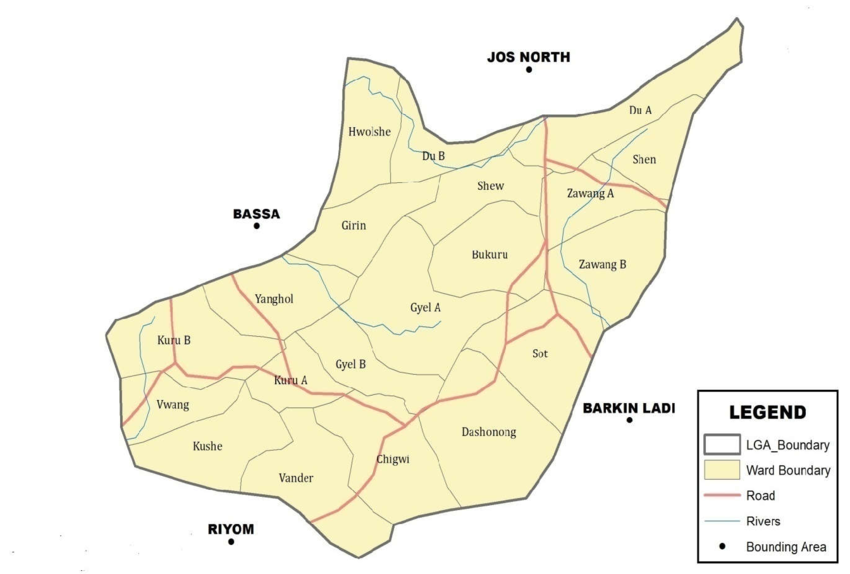 JOS NORTH
Du A
Hwolshe
Du B
Shen
Shew
Zawang A
BASSA
Girin
Bukuru
Zawang B
Yanghol
Gyel A
Kuru B
Sot
Gyel B
Kuru A
Vwang
BARKIN LADI
Dashonong
Kushe
Chigwi
Vander
RIYOM
LEGEND
LGA_Boundary
Ward Boundary
Road
Rivers
Bounding Area